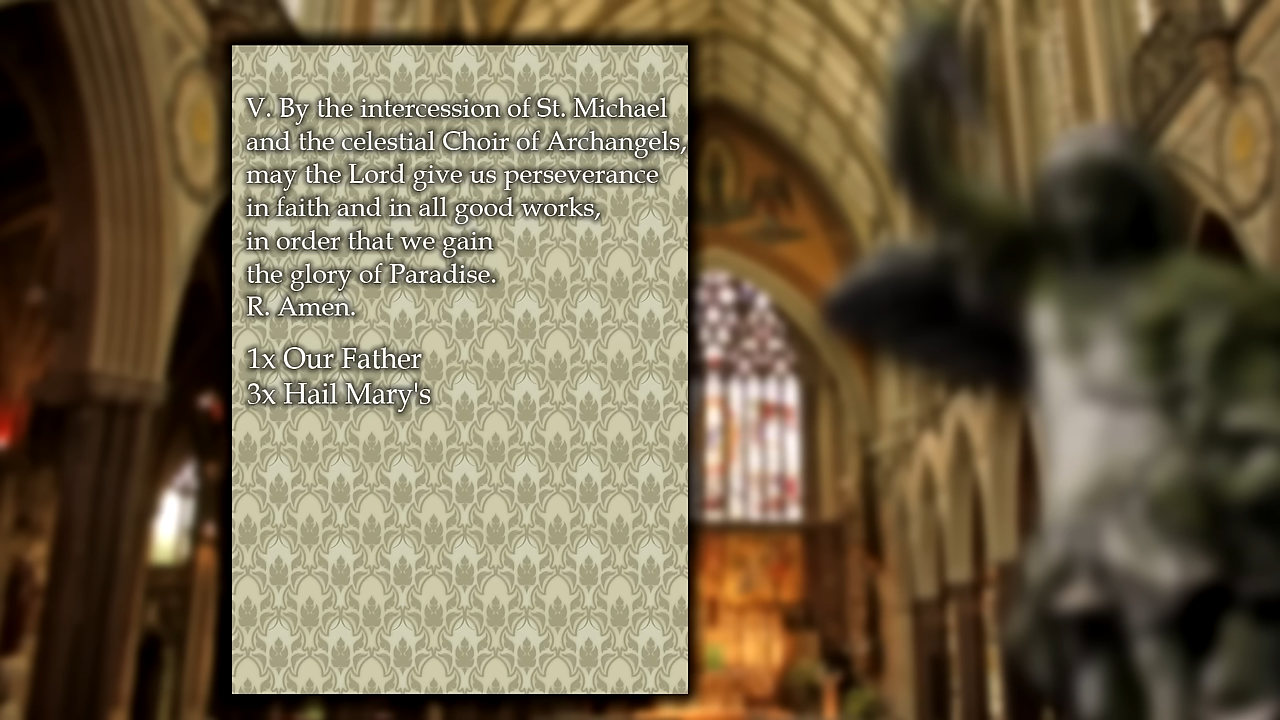 V. By the intercession of St. Michael
and the celestial Choir of Archangels,
may the Lord give us perseverance
in faith and in all good works,
in order that we gain
the glory of Paradise.
R. Amen.
1x Our Father
3x Hail Mary's